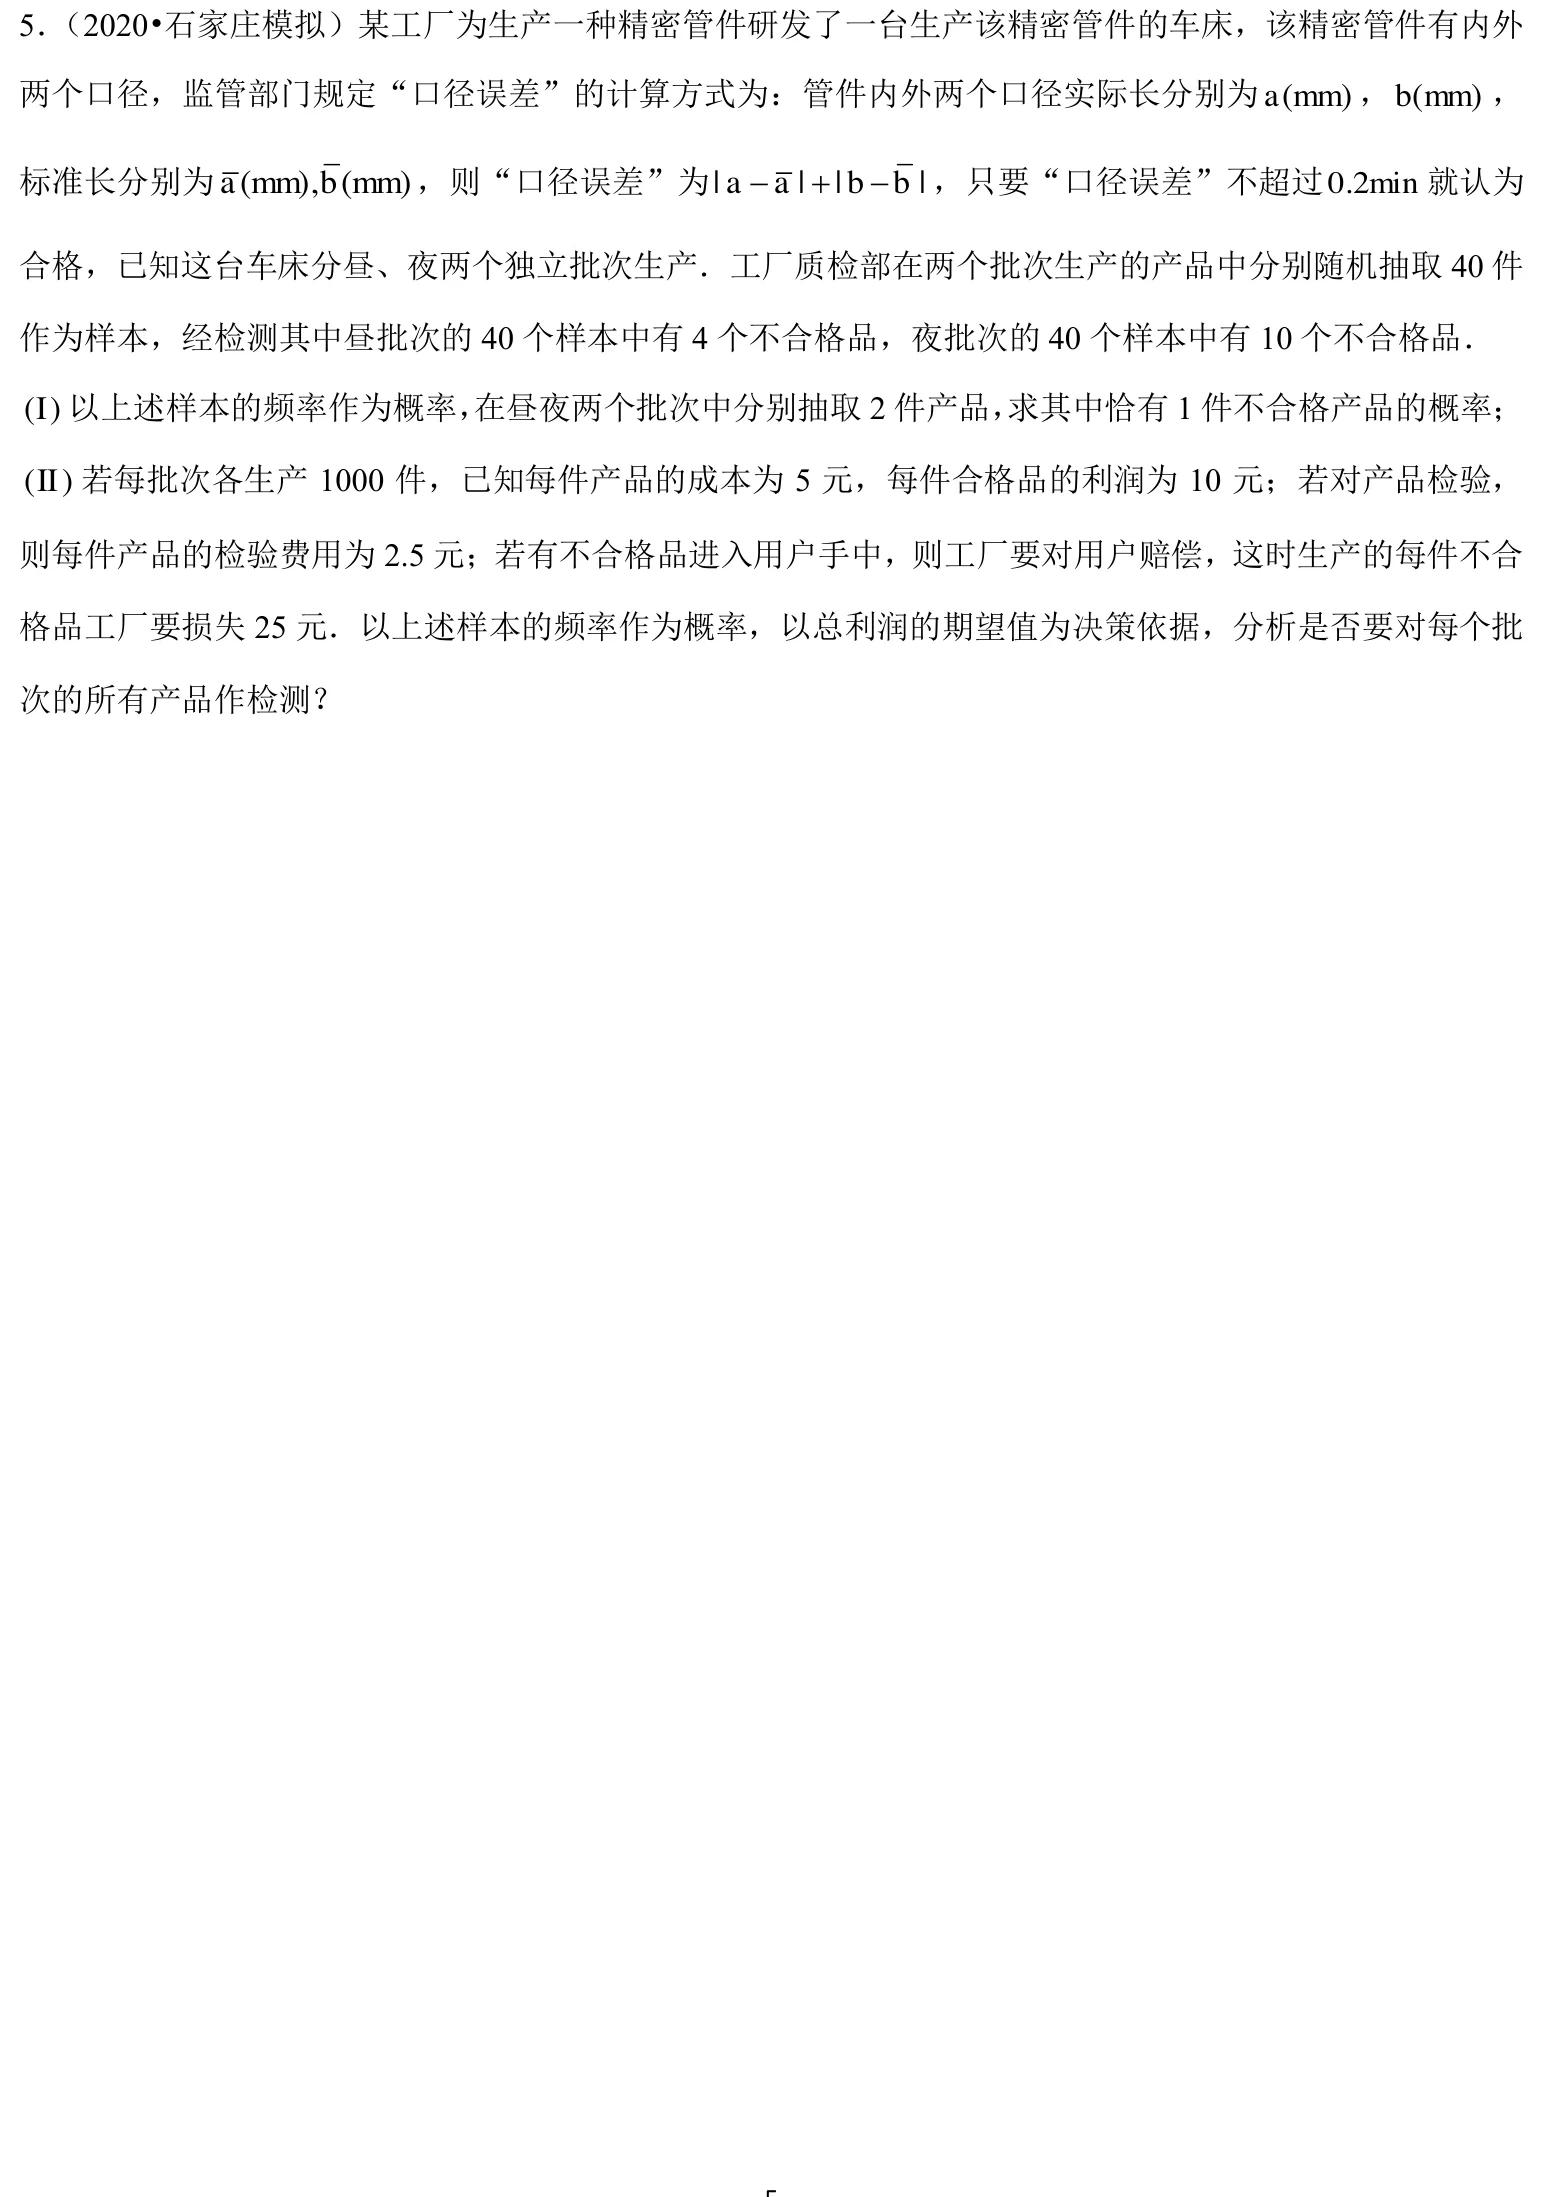 5.（2020•石家庄模拟）某工厂为生产一种精密管件研发了一台生产该精密管件的车床，该精密管件有内外
两个口径，监管部门规定“口径误差”的计算方式为：管件内外两个口径实际长分别为a(mm)，b(mm)，
标准长分别为a̅(mm),b̅(mm)，则“口径误差”为|a−a̅|+|b−b̅|，只要“口径误差”不超过0.2min 就认为
合格，已知这台车床分昼、夜两个独立批次生产．工厂质检部在两个批次生产的产品中分别随机抽取 40 件
作为样本，经检测其中昼批次的 40 个样本中有 4 个不合格品，夜批次的 40 个样本中有 10 个不合格品．
(Ⅰ) 以上述样本的频率作为概率，在昼夜两个批次中分别抽取 2 件产品，求其中恰有 1 件不合格产品的概率；
(Ⅱ) 若每批次各生产 1000 件，已知每件产品的成本为 5 元，每件合格品的利润为 10 元；若对产品检验，
则每件产品的检验费用为 2.5 元；若有不合格品进入用户手中，则工厂要对用户赔偿，这时生产的每件不合
格品工厂要损失 25 元．以上述样本的频率作为概率，以总利润的期望值为决策依据，分析是否要对每个批
次的所有产品作检测？